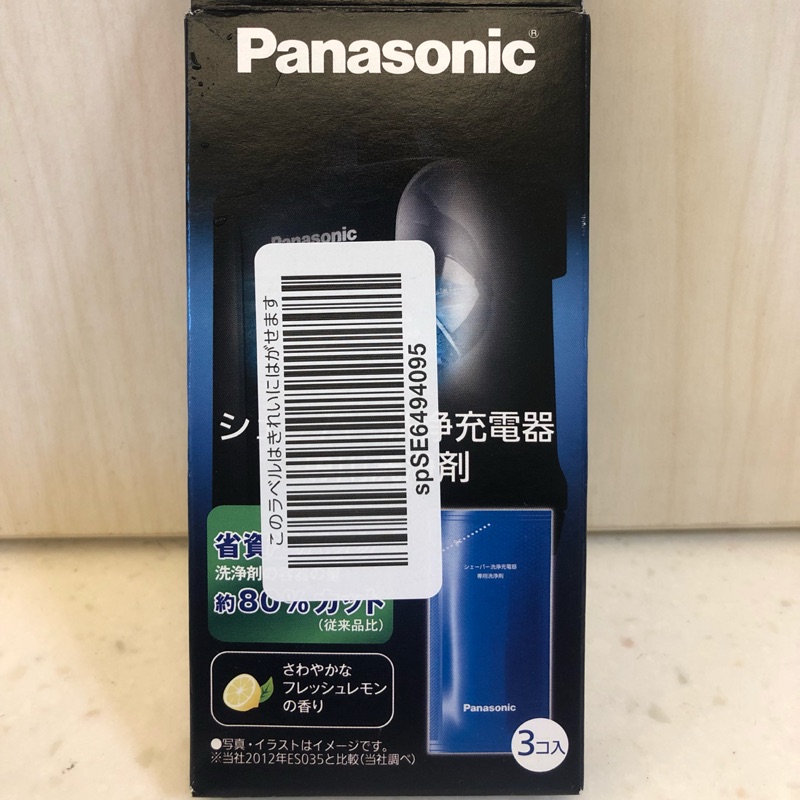 Panasonic®
Panasonic
このラベルはきれいにはがせます
spSE6494095
シェ 浄充電器
剤
省資
洗浄剤
約80%カット
(従来品比)
シェーバー洗浄充電器
専用洗浄剤
Panasonic
さわやかな
フレッシュレモン
の香り
3コ入
●写真・イラストはイメージです。
※当社2012年ES035と比較(当社調べ)